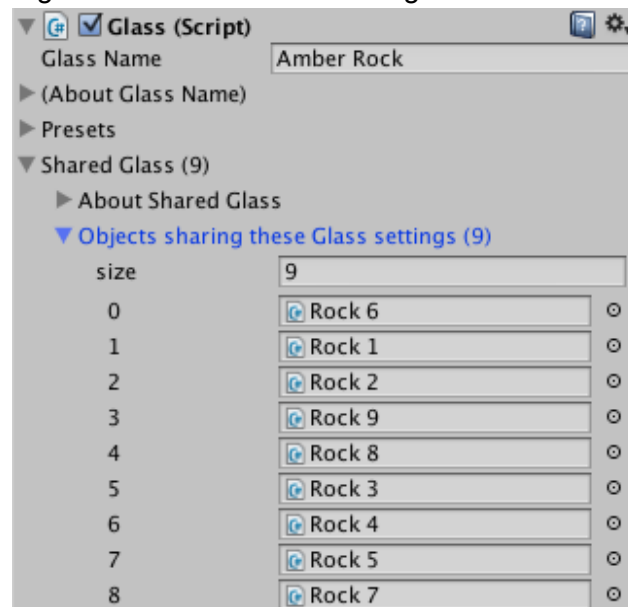 Glass (Script)
Glass Name Amber Rock
(About Glass Name)
Presets
Shared Glass (9)
About Shared Glass
Objects sharing these Glass settings (9)
size 9
0 Rock 6
1 Rock 1
2 Rock 2
3 Rock 9
4 Rock 8
5 Rock 3
6 Rock 4
7 Rock 5
8 Rock 7